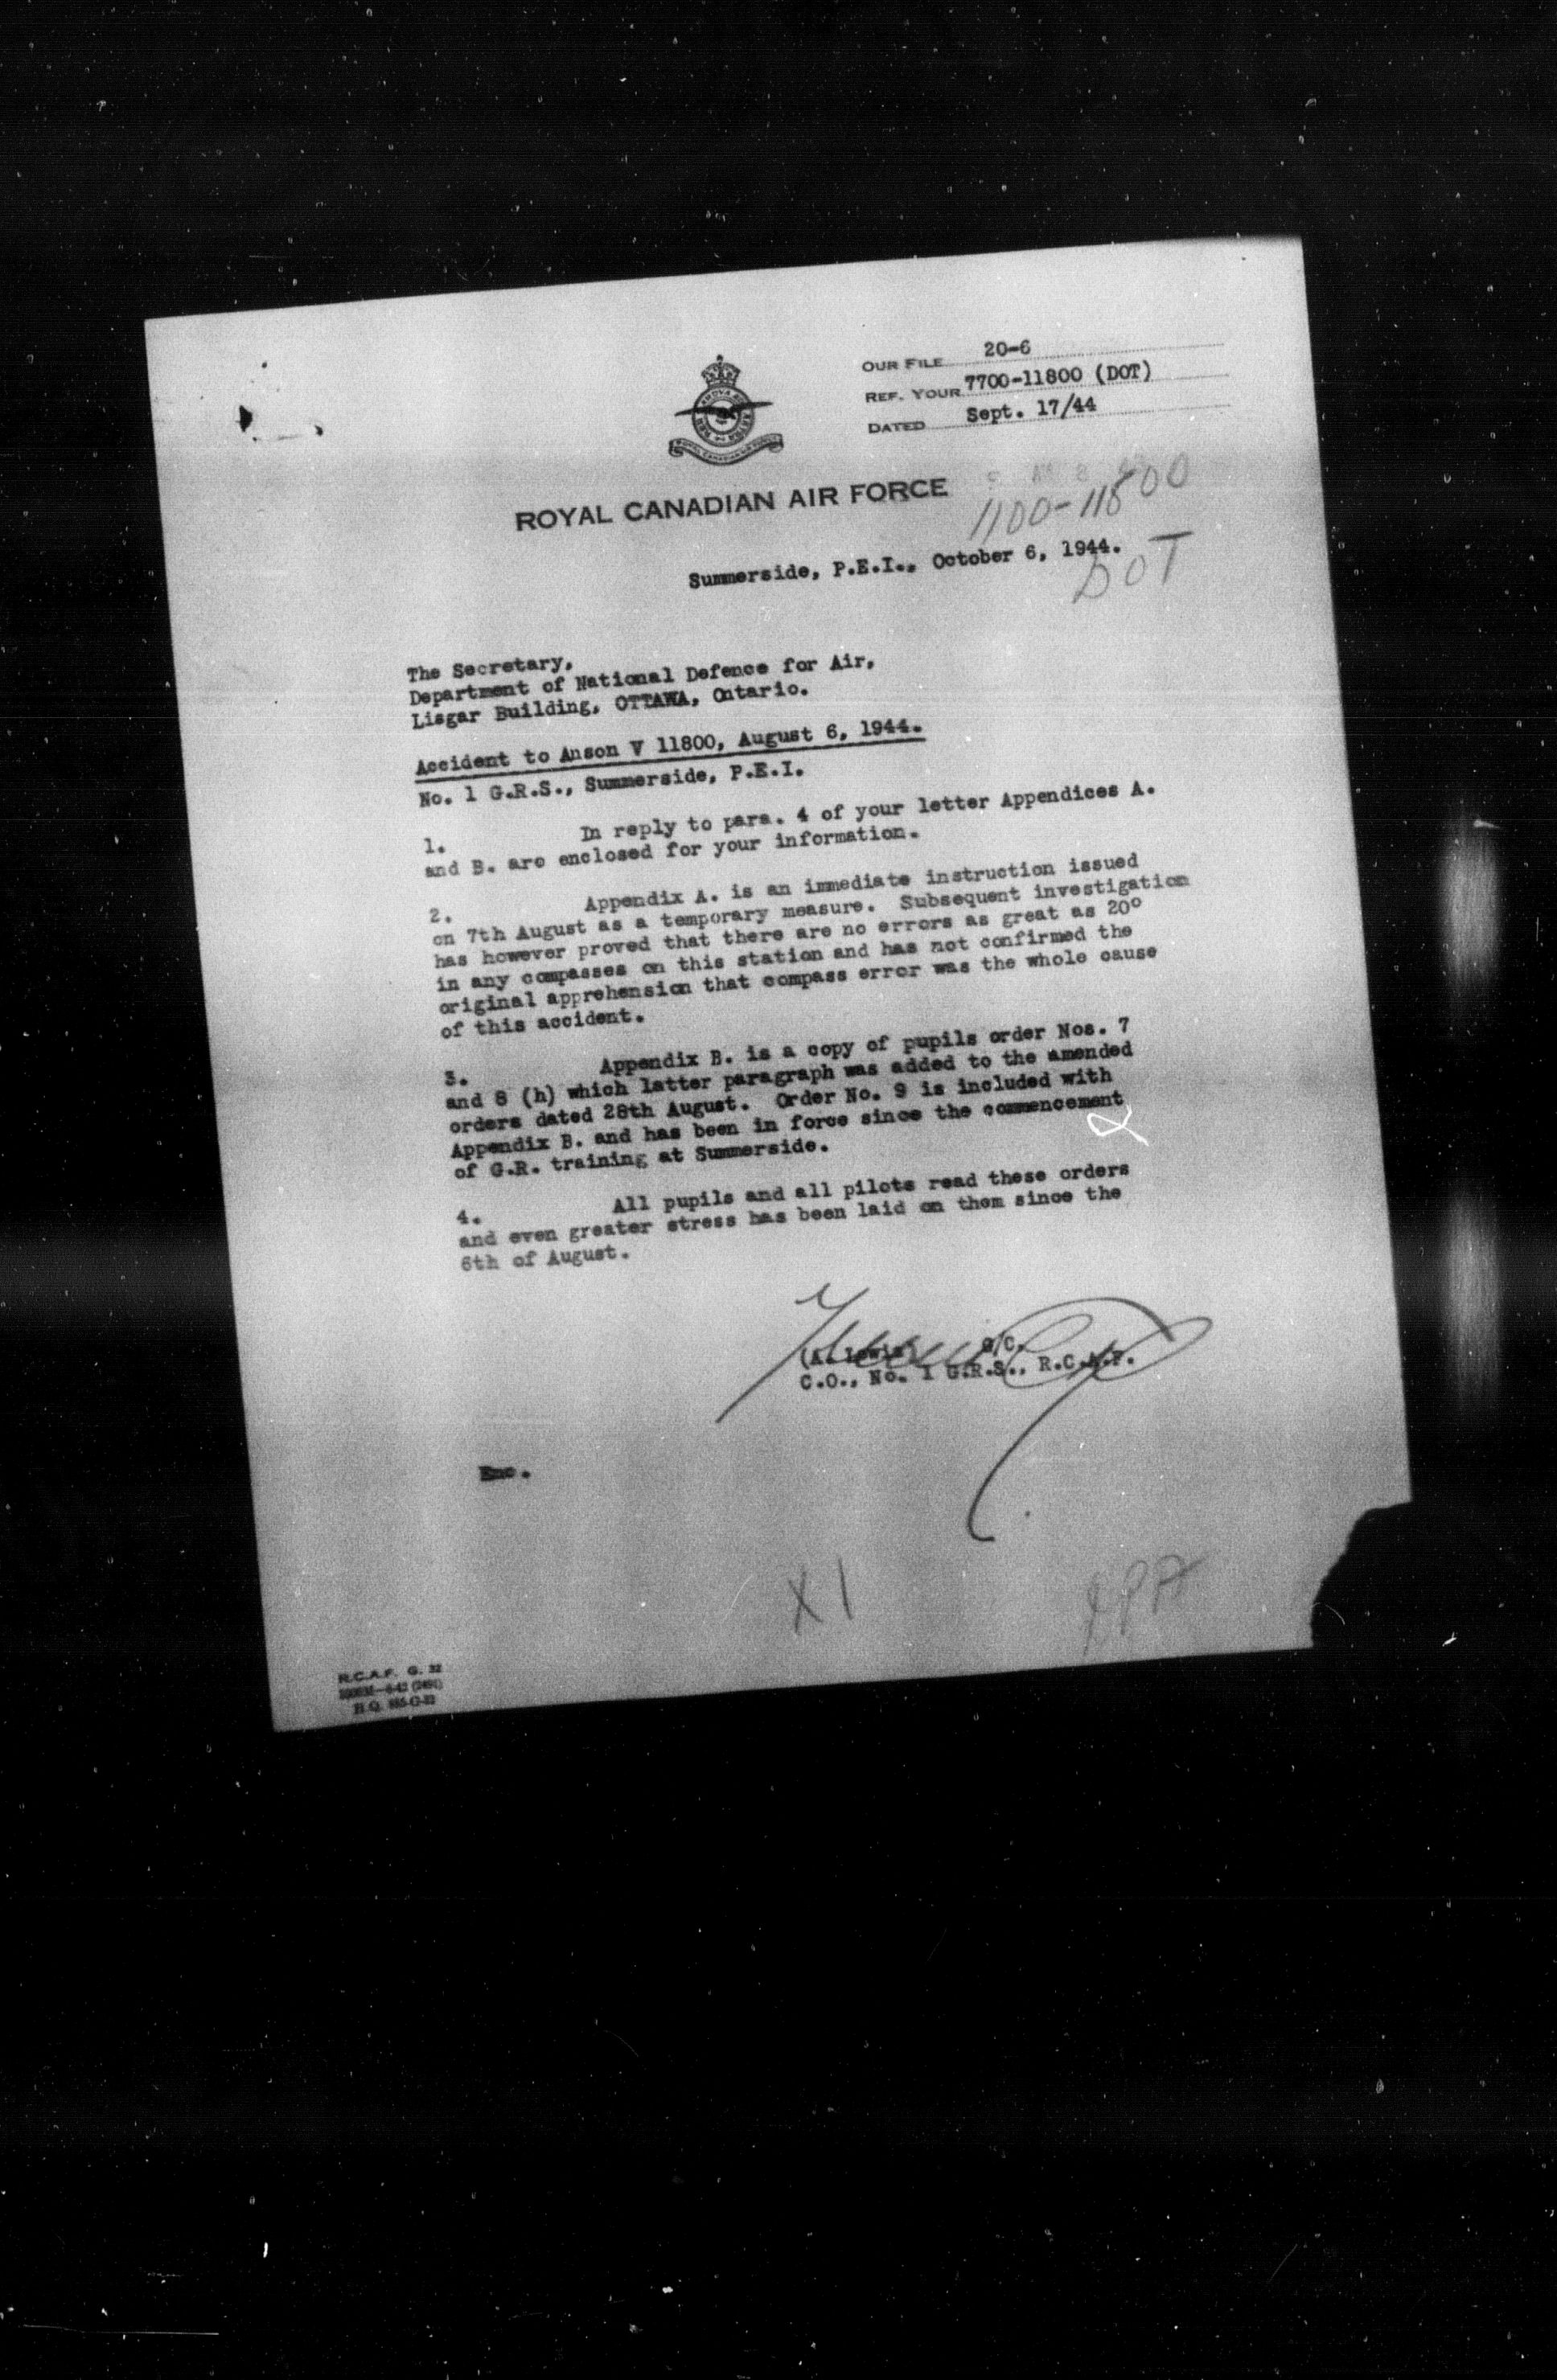 OUR FILE 20-6
REF. YOUR 7700-11800 (DOT)
DATED Sept. 17/44
ROYAL CANADIAN AIR FORCE
1100-11800
DOT
Summerside, P.E.I., October 6, 1944.
The Secretary,
Department of National Defence for Air,
Lisgar Building, OTTAWA, Ontario.
Accident to Anson V 11800, August 6, 1944.
No. 1 G.R.S., Summerside, P.E.I.
1. In reply to para. 4 of your letter Appendices A.
and B. are enclosed for your information.
2. Appendix A. is an immediate instruction issued
on 7th August as a temporary measure. Subsequent investigation
has however proved that there are no errors as great as 20°
in any compasses on this station and has not confirmed the
original apprehension that compass error was the whole cause
of this accident.
3. Appendix B. is a copy of pupils order Nos. 7
and 8 (h) which latter paragraph was added to the amended
orders dated 28th August. Order No. 9 is included with
Appendix B. and has been in force since the commencement
of G.R. training at Summerside.
4. All pupils and all pilots read these orders
and even greater stress has been laid on them since the
6th of August.
G/C.
C.O., No. 1 G.R.S., R.C.A.F.
Enc.
X1
R.C.A.F. G. 32